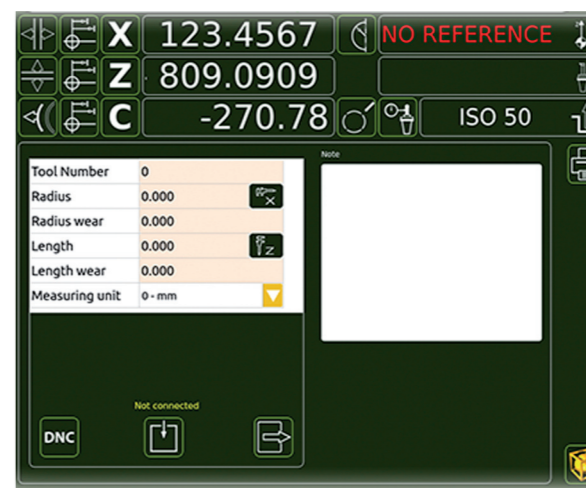 X 123.4567 NO REFERENCE
Z 809.0909
C -270.78 ISO 50
Note
Tool Number 0
Radius 0.000 X
Radius wear 0.000
Length 0.000 Z
Length wear 0.000
Measuring unit 0 - mm
Not connected
DNC